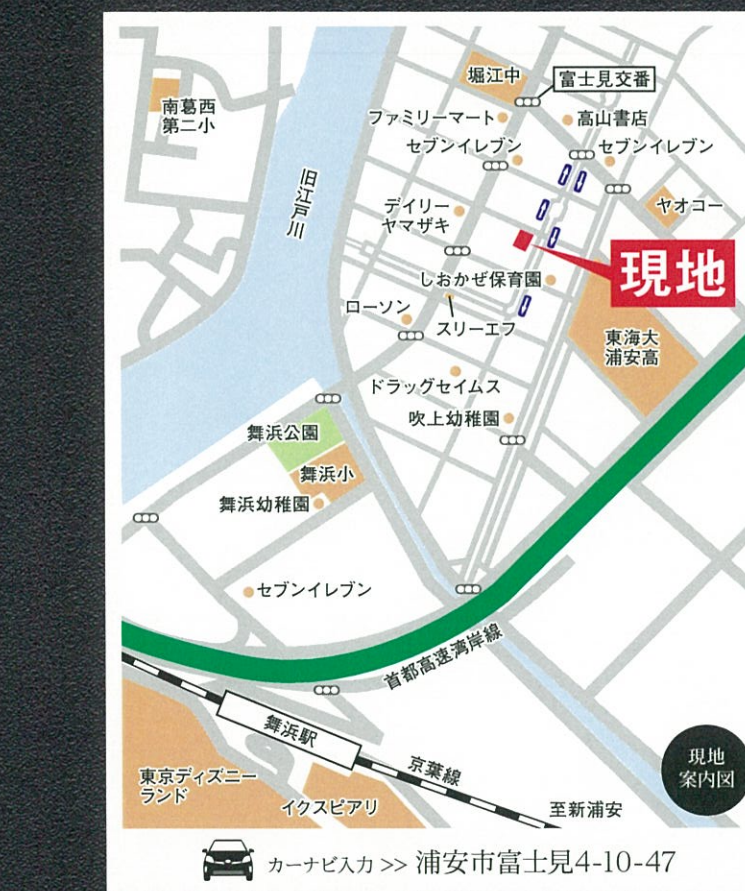 堀江中
富士見交番
南葛西
第二小
ファミリーマート
高山書店
セブンイレブン
セブンイレブン
旧江戸川
デイリー
ヤマザキ
ヤオコー
現地
しおかぜ保育園
ローソン
スリーエフ
東海大
浦安高
ドラッグセイムス
吹上幼稚園
舞浜公園
舞浜小
舞浜幼稚園
セブンイレブン
首都高速湾岸線
舞浜駅
京葉線
現地
案内図
東京ディズニー
ランド
イクスピアリ
至新浦安
カーナビ入力 >> 浦安市富士見4-10-47